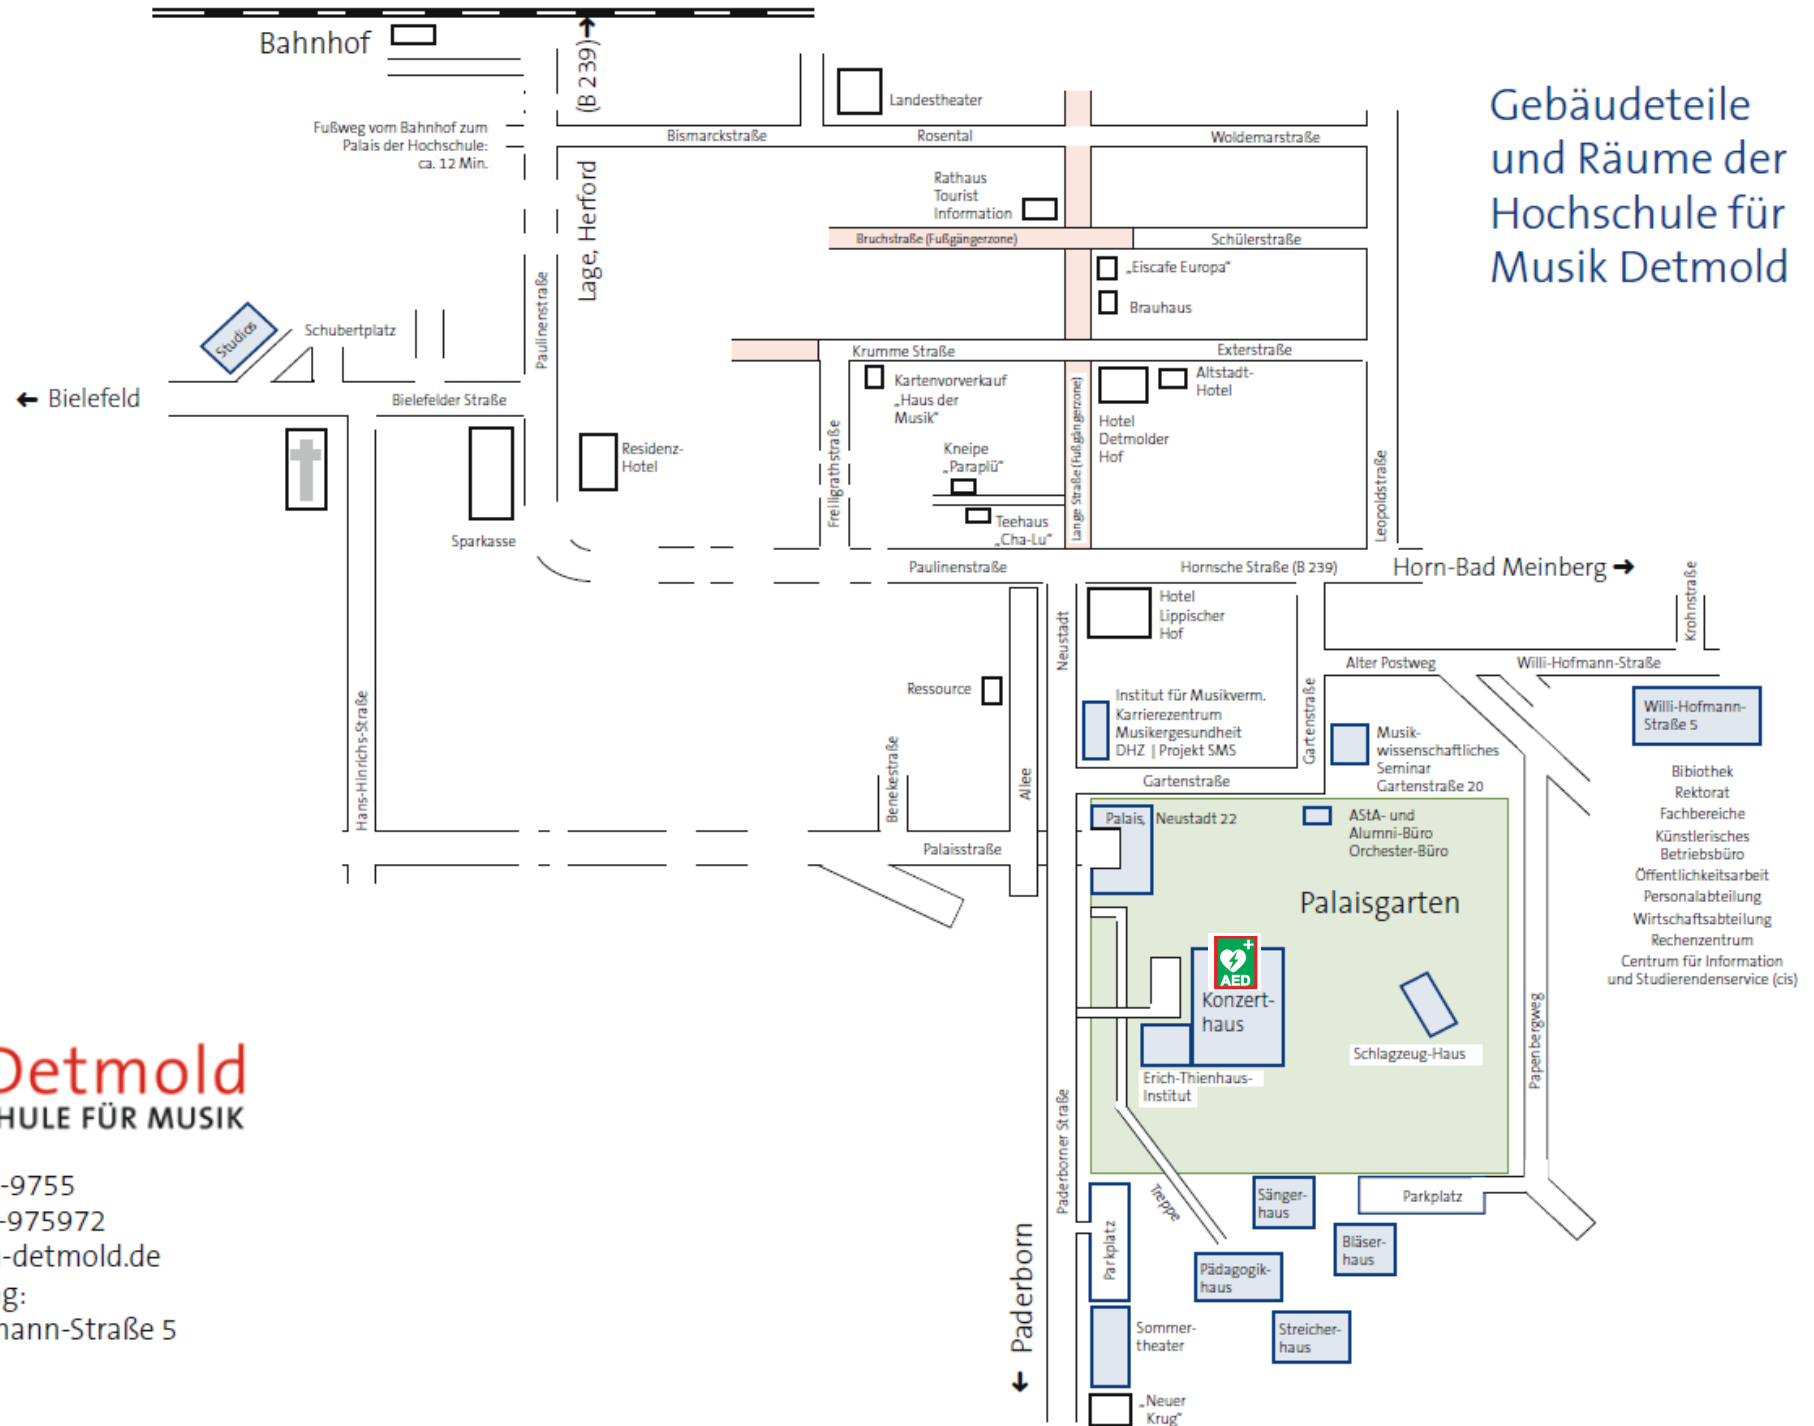 Bahnhof
(B 239)
Lage, Herford
Fußweg vom Bahnhof zum
Palais der Hochschule:
ca. 12 Min.
Bismarckstraße
Landestheater
Rosental
Woldemarstraße
Gebäudeteile
und Räume der
Hochschule für
Musik Detmold
Rathaus
Tourist
Information
Bruchstraße (Fußgängerzone)
Schülerstraße
„Eiscafe Europa“
Brauhaus
Paulinenstraße
Studios
Schubertplatz
Krumme Straße
Exterstraße
← Bielefeld
Bielefelder Straße
Kartenvorverkauf
„Haus der
Musik“
Altstadt-
Hotel
Hotel
Detmolder
Hof
Lange Straße (Fußgängerzone)
Freiligrathstraße
Residenz-
Hotel
Kneipe
„Paraplü“
Teehaus
„Cha-Lu“
Leopoldstraße
Sparkasse
Paulinenstraße
Hornsche Straße (B 239)
Horn-Bad Meinberg →
Krohnstraße
Hotel
Lippischer
Hof
Neustadt
Alter Postweg
Willi-Hofmann-Straße
Ressource
Institut für Musikverm.
Karrierezentrum
Musikergesundheit
DHZ | Projekt SMS
Gartenstraße
Musik-
wissenschaftliches
Seminar
Gartenstraße 20
Willi-Hofmann-
Straße 5
Bibiothek
Rektorat
Fachbereiche
Künstlerisches
Betriebsbüro
Öffentlichkeitsarbeit
Personalabteilung
Wirtschaftsabteilung
Rechenzentrum
Centrum für Information
und Studierendenservice (cis)
Hans-Hinrichs-Straße
Benekestraße
Allee
Gartenstraße
Palais, Neustadt 22
AStA- und
Alumni-Büro
Orchester-Büro
Palaisstraße
Palaisgarten
AED
Konzert-
haus
Erich-Thienhaus-
Institut
Schlagzeug-Haus
Papenbergweg
Paderborner Straße
Treppe
Sänger-
haus
Parkplatz
Bläser-
haus
Parkplatz
Pädagogik-
haus
Streicher-
haus
Sommer-
theater
„Neuer
Krug“
← Paderborn
Detmold
HULE FÜR MUSIK
-9755
-975972
-detmold.de
g:
mann-Straße 5